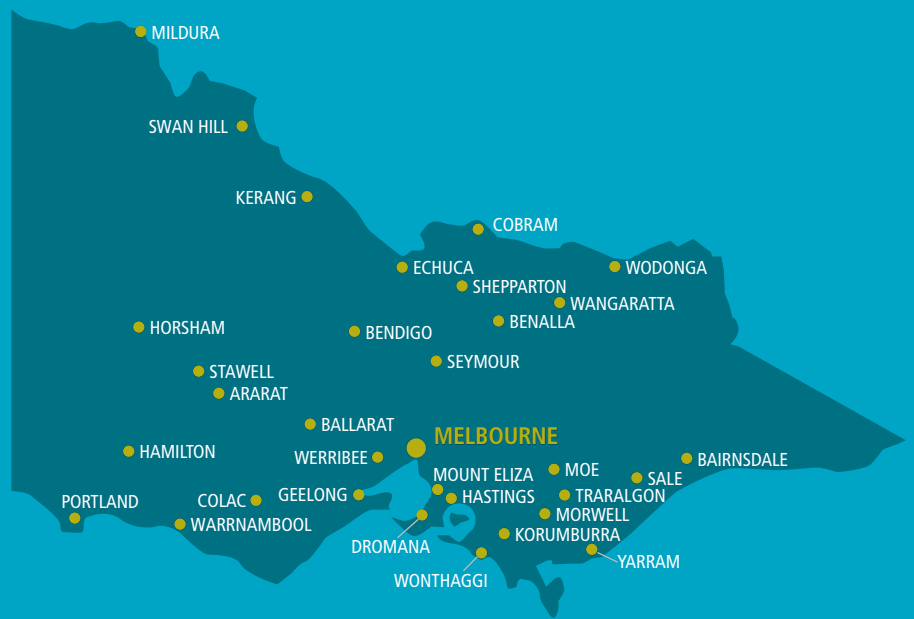 MILDURA
SWAN HILL
KERANG
COBRAM
ECHUCA
WODONGA
SHEPPARTON
WANGARATTA
BENALLA
HORSHAM
BENDIGO
SEYMOUR
STAWELL
ARARAT
BALLARAT
MELBOURNE
HAMILTON
WERRIBEE
BAIRNSDALE
MOE
MOUNT ELIZA
SALE
PORTLAND
COLAC
GEELONG
HASTINGS
TRARALGON
WARRNAMBOOL
MORWELL
KORUMBURRA
DROMANA
YARRAM
WONTHAGGI